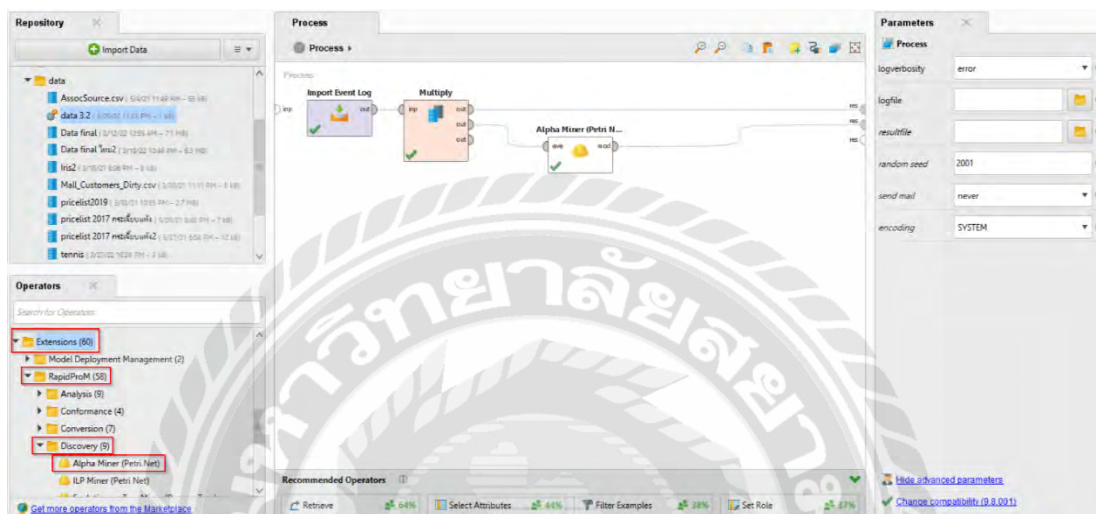 Repository
Import Data
data
AssocSource.csv
data 3.2
Data final
Data final
Iris2
Mall_Customers_Dirty.csv
pricelist2019
pricelist 2017
pricelist 2017
tennis
Operators
Search for Operators
Extensions (60)
Model Deployment Management (2)
RapidProM (58)
Analysis (9)
Conformance (4)
Conversion (7)
Discovery (9)
Alpha Miner (Petri Net)
ILP Miner (Petri Net)
Get more operators from the Marketplace
Process
Process
Process
inp
Import Event Log
out
Multiply
inp
out
out
out
Alpha Miner (Petri N...
eve
mod
res
res
res
Recommended Operators
Retrieve
64%
Select Attributes
44%
Filter Examples
38%
Set Role
37%
Parameters
Process
logverbosity
error
logfile
resultfile
random seed
2001
send mail
never
encoding
SYSTEM
Hide advanced parameters
Change compatibility (9.8.001)